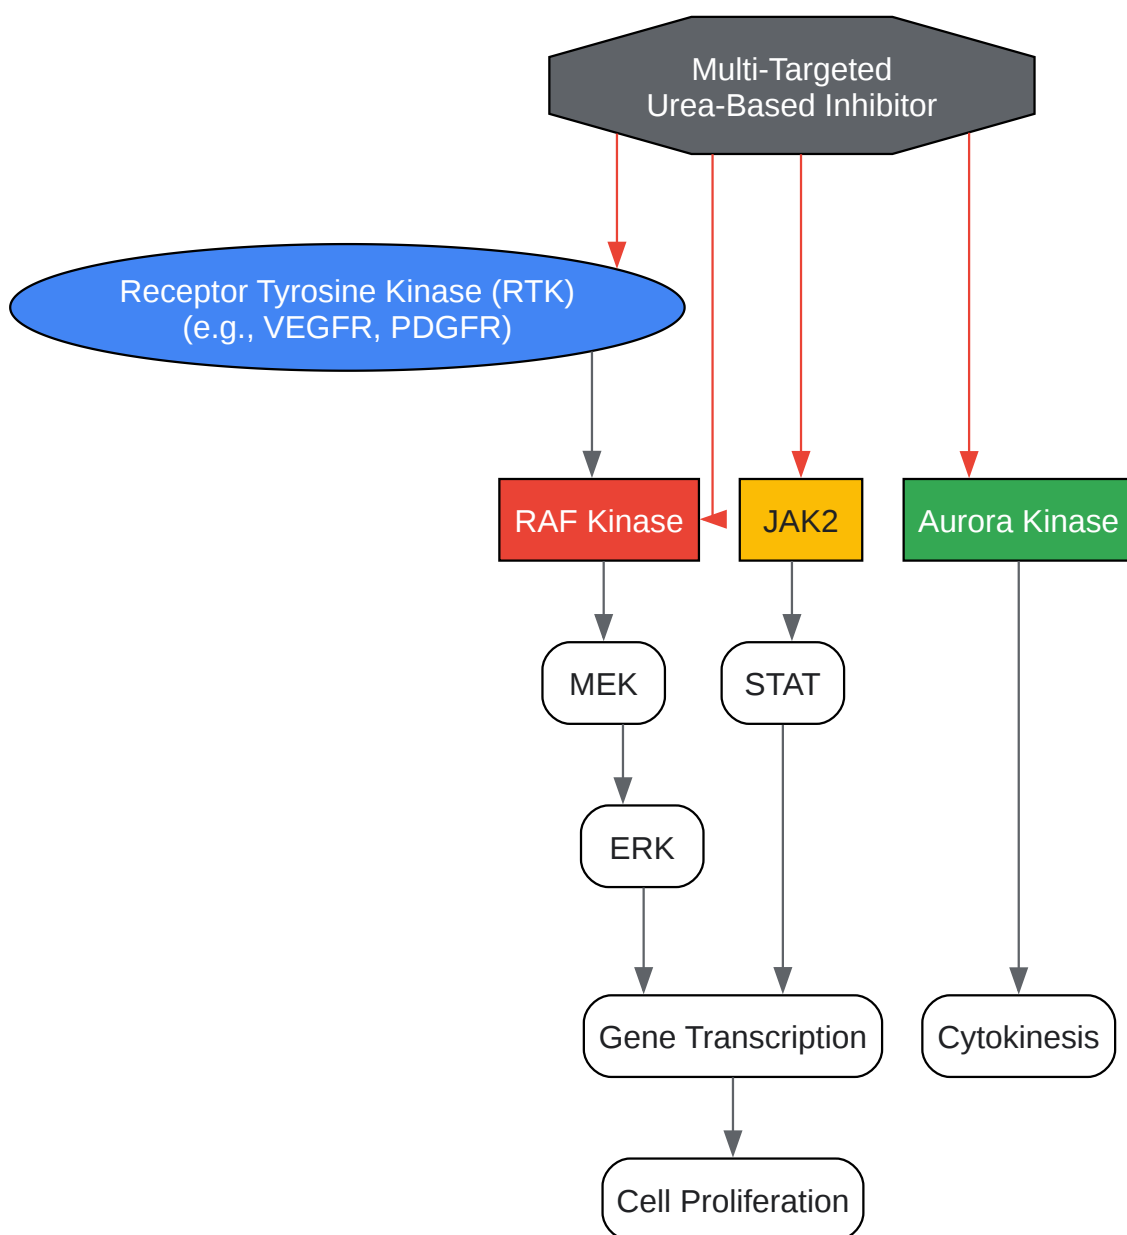 Multi-Targeted
Urea-Based Inhibitor
Receptor Tyrosine Kinase (RTK)
(e.g., VEGFR, PDGFR)
RAF Kinase
JAK2
Aurora Kinase
MEK
STAT
ERK
Gene Transcription
Cytokinesis
Cell Proliferation